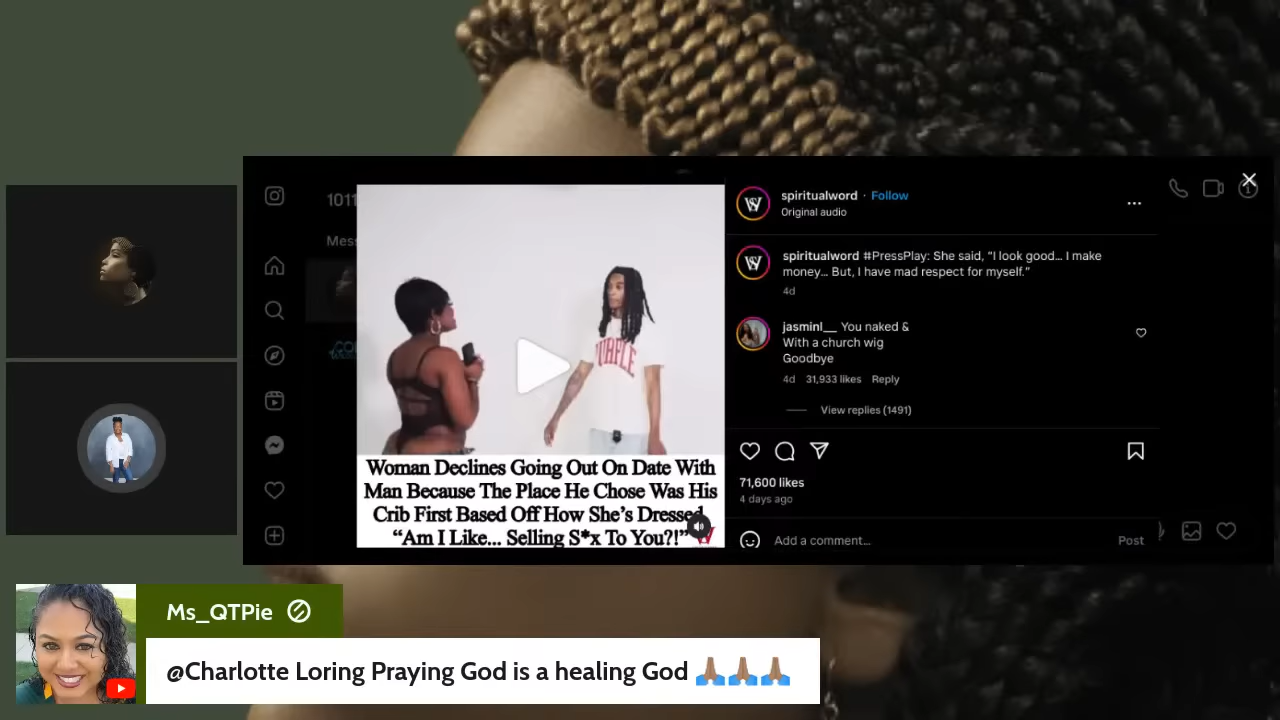 1011
Mess
spiritualword · Follow
Original audio
spiritualword #PressPlay: She said, “I look good… I make
money… But, I have mad respect for myself.”
4d
jasminl__ You naked &
With a church wig
Goodbye
4d 31,933 likes Reply
View replies (1491)
71,600 likes
4 days ago
Add a comment…
Post
PURPLE
Woman Declines Going Out On Date With
Man Because The Place He Chose Was His
Crib First Based Off How She’s Dressed
“Am I Like... Selling S*x To You?!”
Ms_QTPie
@Charlotte Loring Praying God is a healing God 🙏🏽🙏🏽🙏🏽